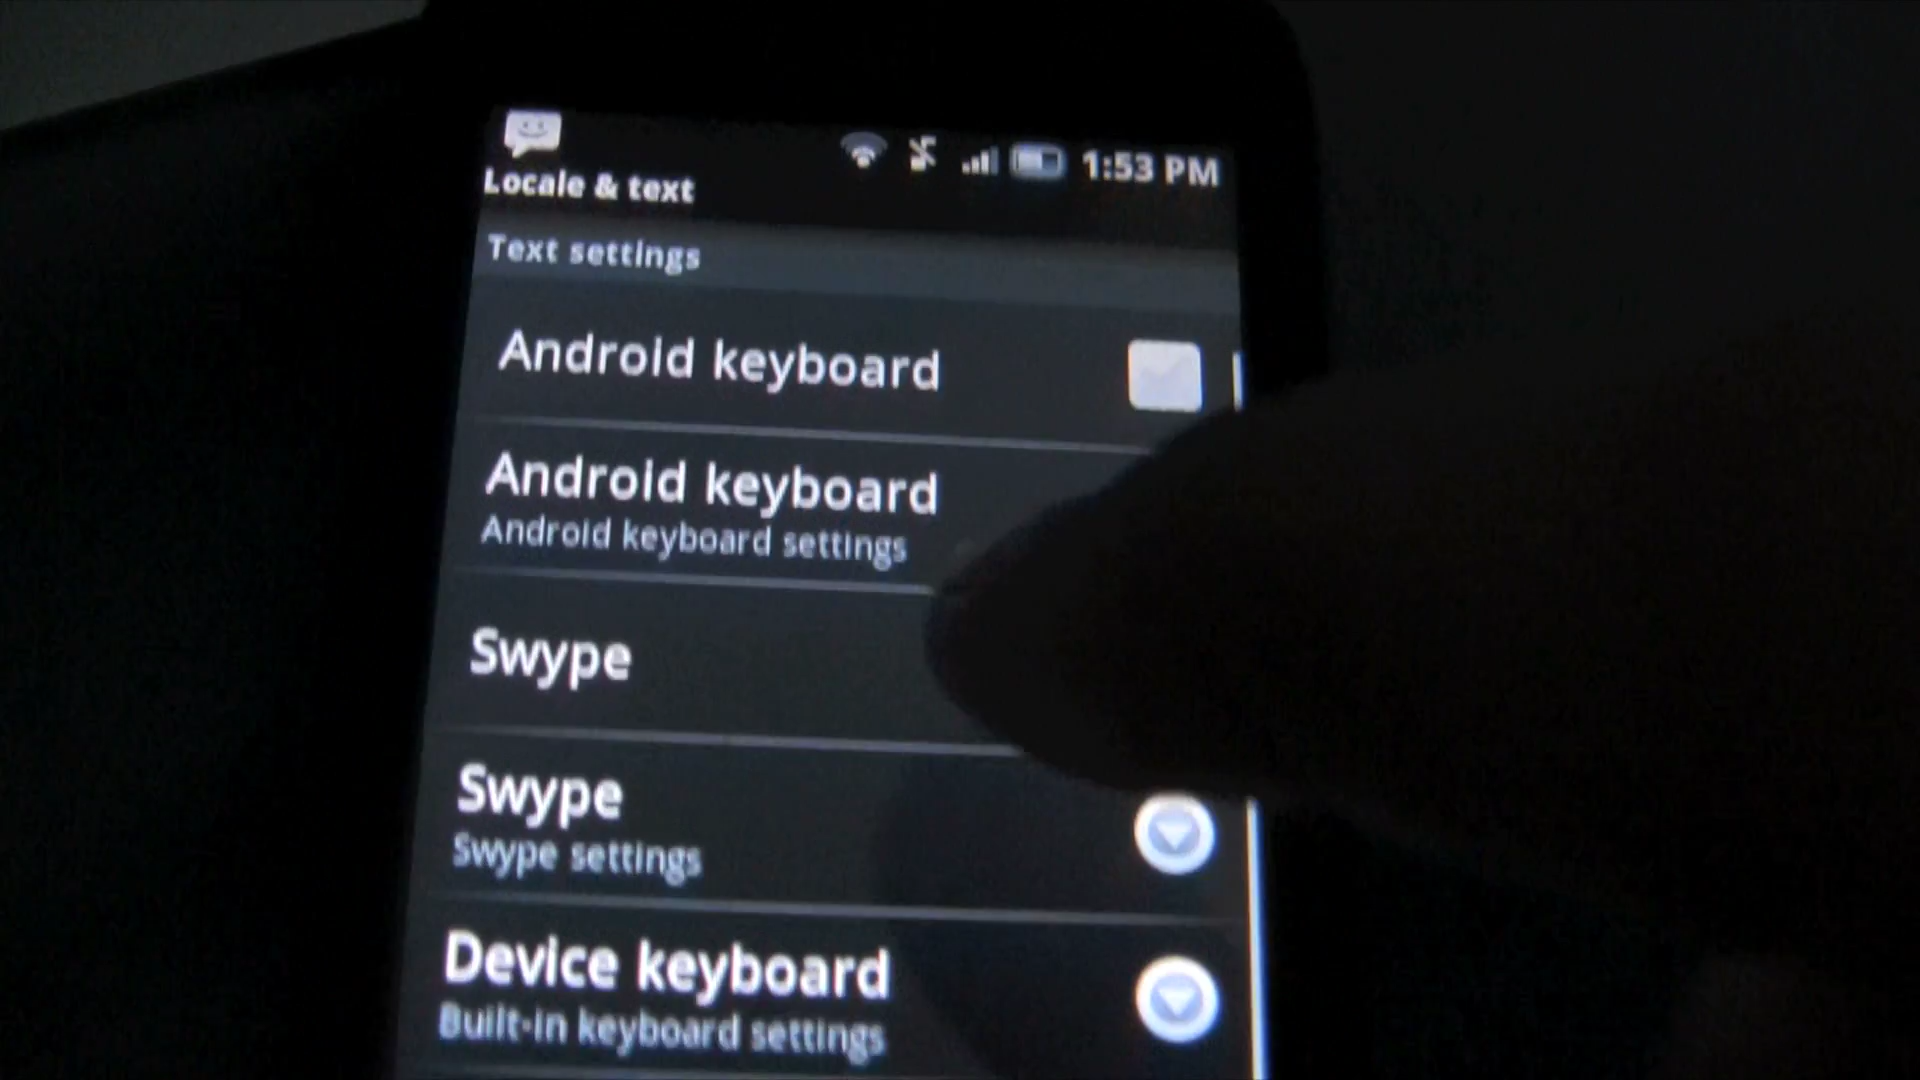 1:53 PM
Locale & text
Text settings
Android keyboard
Android keyboard
Android keyboard settings
Swype
Swype
Swype settings
Device keyboard
Built-in keyboard settings